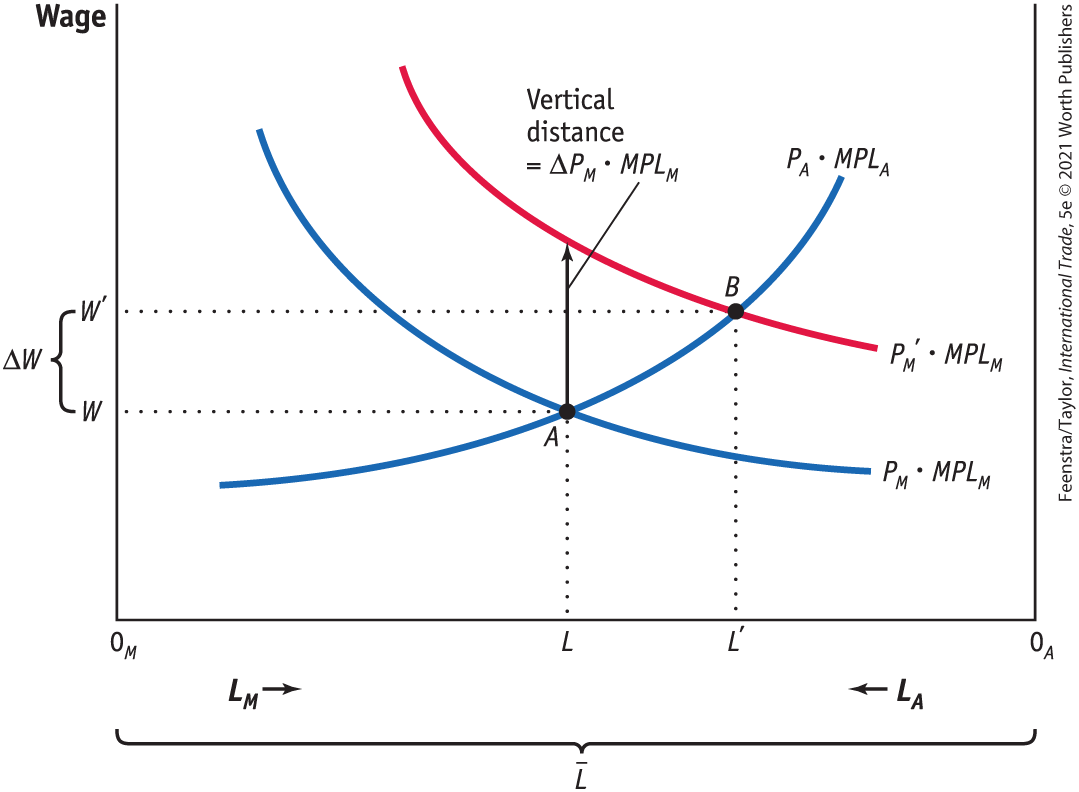 Wage
Vertical
distance
= ΔP_M · MPL_M
P_A · MPL_A
W′
B
ΔW
P_M′ · MPL_M
W
A
P_M · MPL_M
0_M
L
L′
0_A
L_M →
← L_A
L̄
Feenstra/Taylor, International Trade, 5e © 2021 Worth Publishers